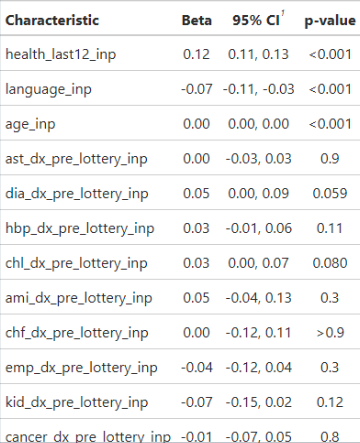 Characteristic Beta 95% CI1 p-value
health_last12_inp 0.12 0.11, 0.13 <0.001
language_inp -0.07 -0.11, -0.03 <0.001
age_inp 0.00 0.00, 0.00 <0.001
ast_dx_pre_lottery_inp 0.00 -0.03, 0.03 0.9
dia_dx_pre_lottery_inp 0.05 0.00, 0.09 0.059
hbp_dx_pre_lottery_inp 0.03 -0.01, 0.06 0.11
chl_dx_pre_lottery_inp 0.03 0.00, 0.07 0.080
ami_dx_pre_lottery_inp 0.05 -0.04, 0.13 0.3
chf_dx_pre_lottery_inp 0.00 -0.12, 0.11 >0.9
emp_dx_pre_lottery_inp -0.04 -0.12, 0.04 0.3
kid_dx_pre_lottery_inp -0.07 -0.15, 0.02 0.12
cancer_dx_pre_lottery_inp -0.01 -0.07, 0.05 0.8